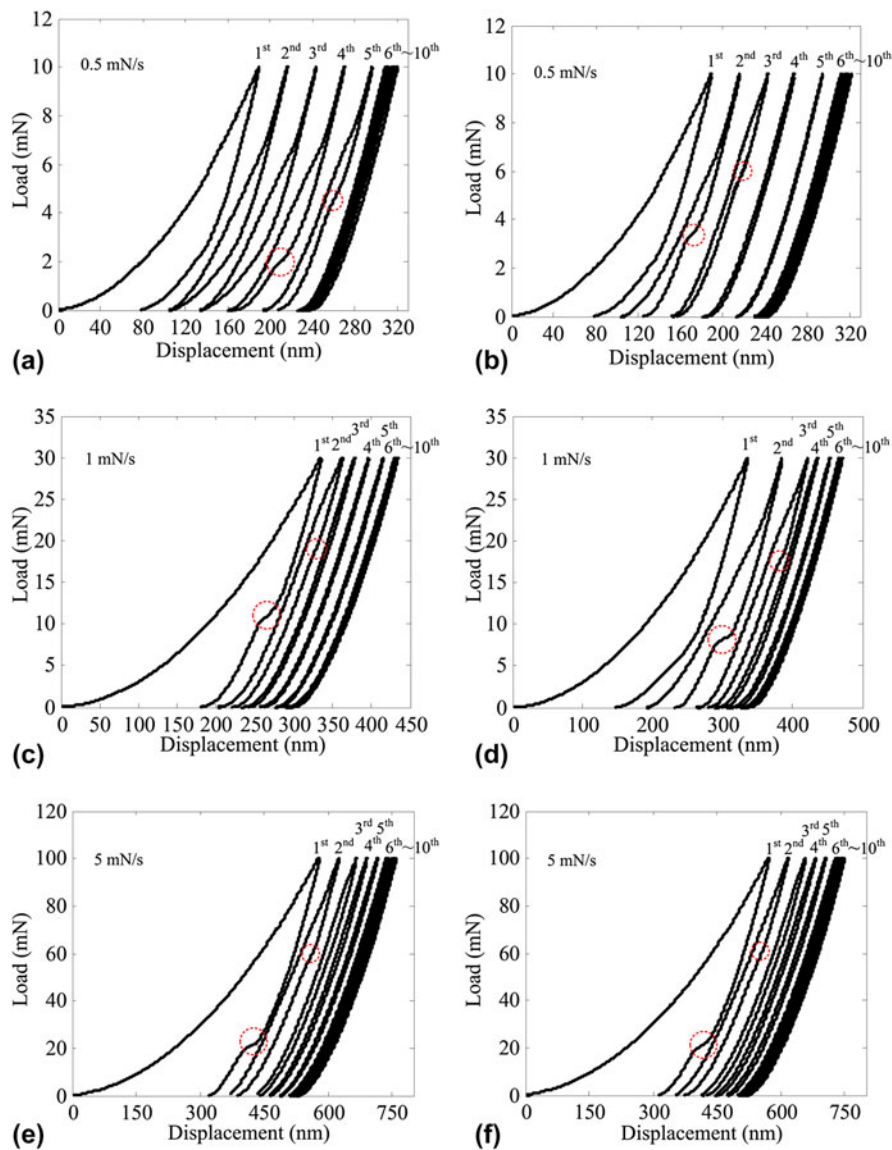 12
10
8
6
4
2
0
Load (mN)
0.5 mN/s
1st 2nd 3rd 4th 5th 6th~10th
0 40 80 120 160 200 240 280 320
Displacement (nm)
(a)
12
10
8
6
4
2
0
Load (mN)
0.5 mN/s
1st 2nd 3rd 4th 5th 6th~10th
0 40 80 120 160 200 240 280 320
Displacement (nm)
(b)
35
30
25
20
15
10
5
0
Load (mN)
1 mN/s
3rd 5th
1st 2nd 4th 6th~10th
0 50 100 150 200 250 300 350 400 450
Displacement (nm)
(c)
35
30
25
20
15
10
5
0
Load (mN)
1 mN/s
3rd 5th
1st 2nd 4th 6th~10th
0 100 200 300 400 500
Displacement (nm)
(d)
120
100
80
60
40
20
0
Load (mN)
5 mN/s
3rd 5th
1st 2nd 4th 6th~10th
0 150 300 450 600 750
Displacement (nm)
(e)
120
100
80
60
40
20
0
Load (mN)
5 mN/s
3rd 5th
1st 2nd 4th 6th~10th
0 150 300 450 600 750
Displacement (nm)
(f)